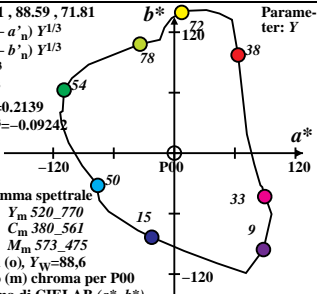 1 , 88.59 , 71.81
b*
Parame-
ter: Y
– a’n) Y1/3
– b’n) Y1/3
120
72
78
38
54
=0.2139
=−0.09242
a*
−120
P00
120
50
33
mma spettrale
Ym 520_770
Cm 380_561
Mm 573_475
15
9
(o), YW=88,6
(m) chroma per P00
−120